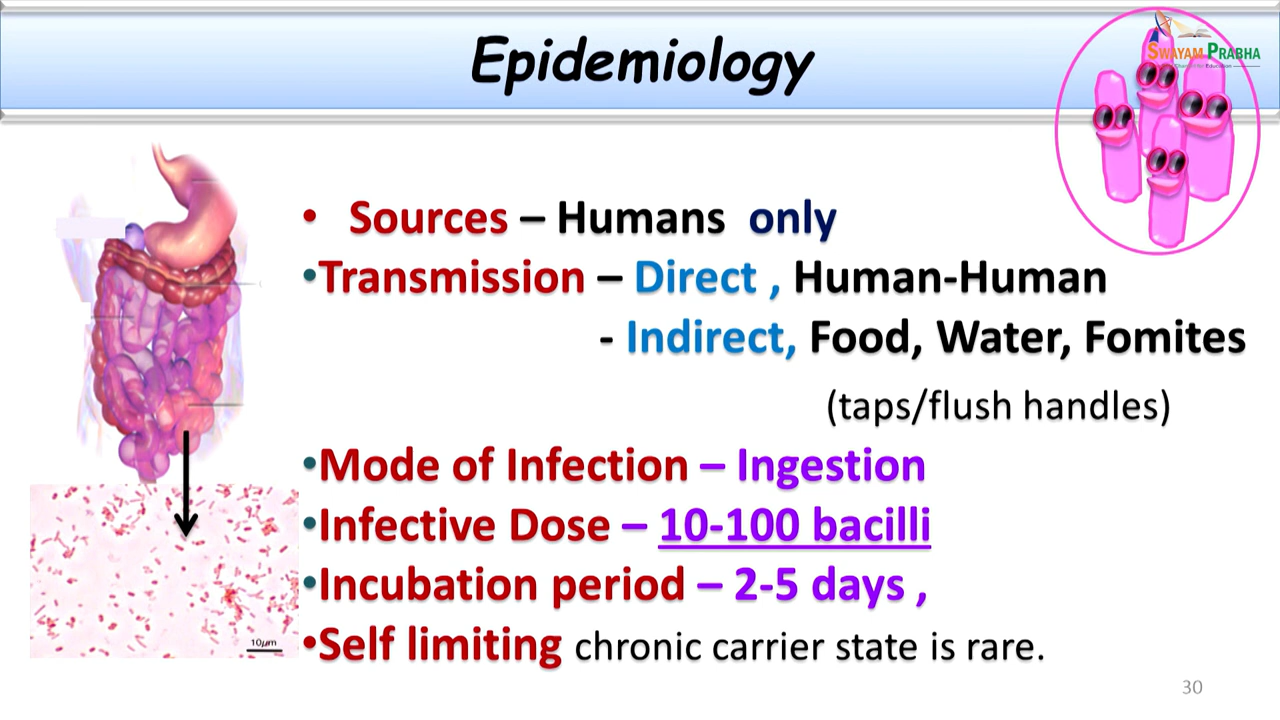 Epidemiology
SWAYAM PRABHA
• Sources – Humans only
•Transmission – Direct , Human-Human
- Indirect, Food, Water, Fomites
(taps/flush handles)
•Mode of Infection – Ingestion
•Infective Dose – 10-100 bacilli
•Incubation period – 2-5 days ,
•Self limiting chronic carrier state is rare.
10µm
30